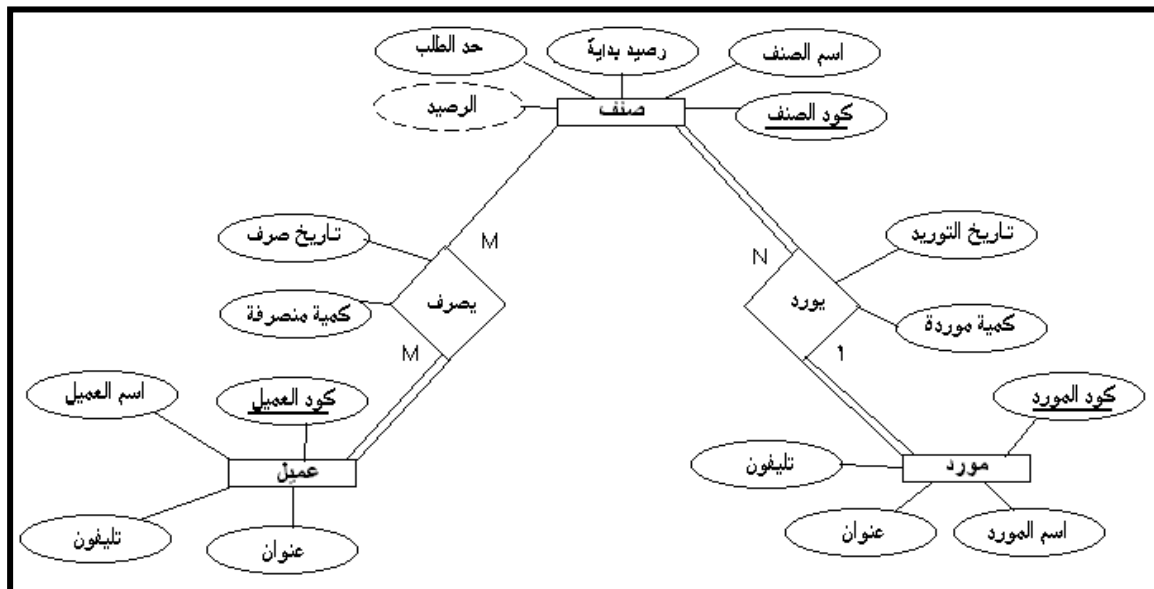 اسم الصنف
رصيد بداية
حد الطلب
كود الصنف
صنف
الرصيد
تاريخ التوريد
تاريخ صرف
M
N
يورد
يصرف
كمية موردة
كمية منصرفة
1
M
كود المورد
كود العميل
اسم العميل
مورد
تليفون
عميل
اسم المورد
عنوان
عنوان
تليفون